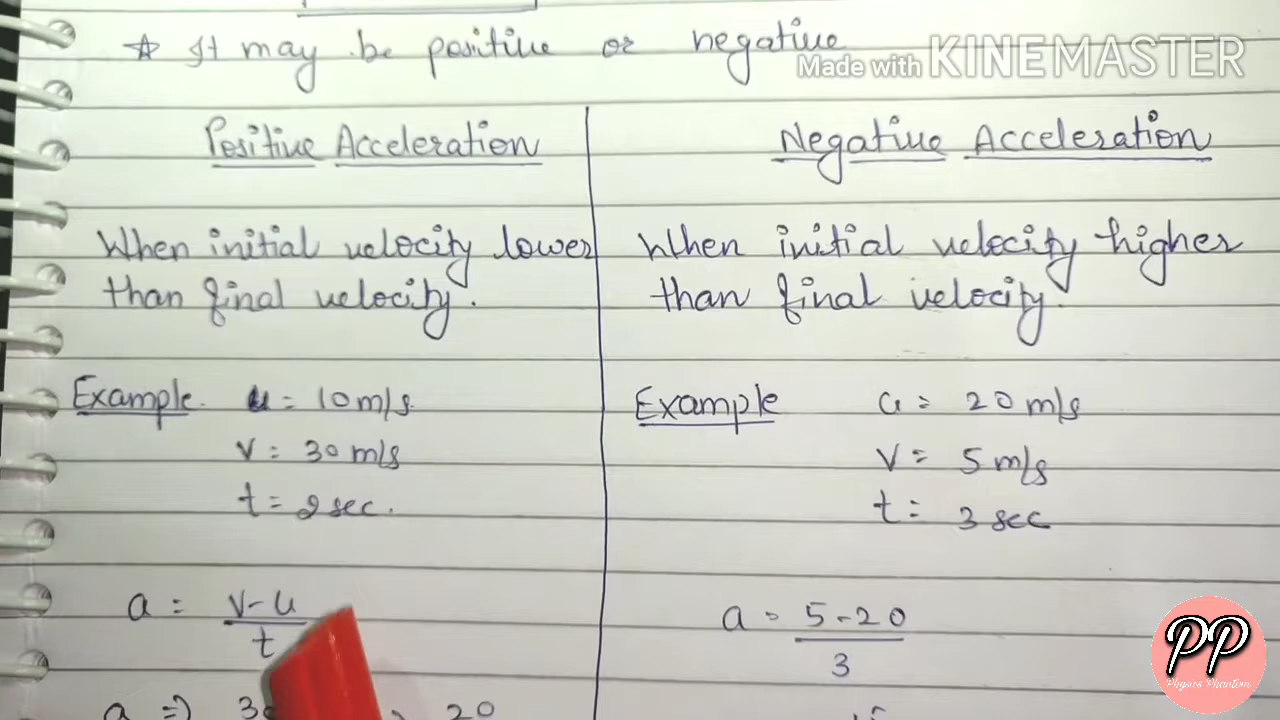 ☆ It may be positive or negative
Made with KINEMASTER
Positive Acceleration
When initial velocity lower
than final velocity.
Example. u = 10 m/s
v = 30 m/s
t = 2 sec.
a = v-u
t
a => 20
Negative Acceleration
When initial velocity higher
than final velocity.
Example u = 20 m/s
v = 5 m/s
t = 3 sec
a = 5-20
3
PP
Physics Phantom